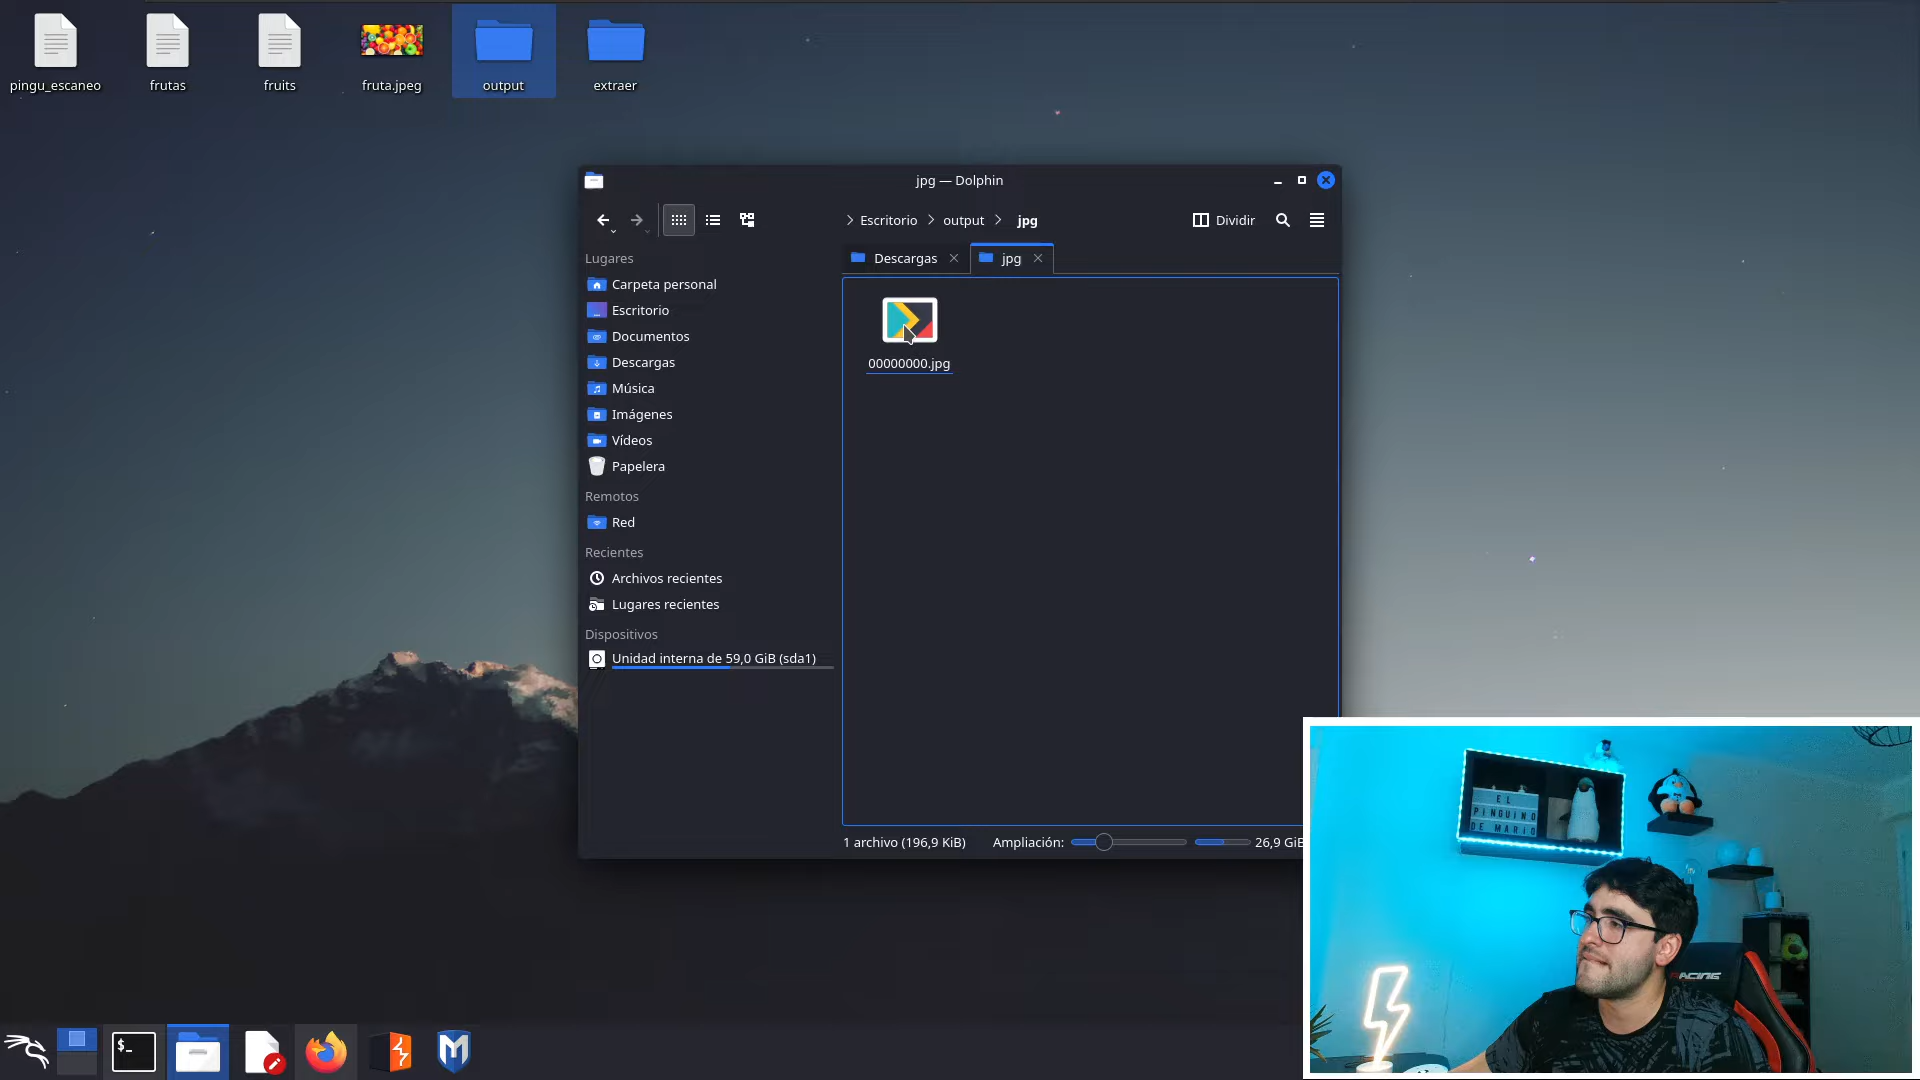 pingu_escaneo
frutas
fruits
fruta.jpeg
output
extraer
jpg — Dolphin
Escritorio
output
jpg
Dividir
Lugares
Descargas
jpg
Carpeta personal
Escritorio
Documentos
Descargas
Música
Imágenes
Vídeos
Papelera
Remotos
Red
Recientes
Archivos recientes
Lugares recientes
Dispositivos
Unidad interna de 59,0 GiB (sda1)
00000000.jpg
1 archivo (196,9 KiB)
Ampliación:
26,9 GiB
EL
PINGUINO
DE MARIO
RACING
$_